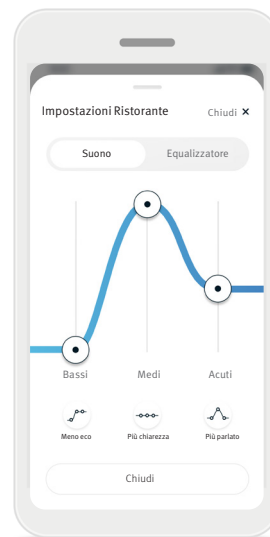 Impostazioni Ristorante Chiudi ×
Suono Equalizzatore
Bassi Medi Acuti
Meno eco Più chiarezza Più parlato
Chiudi